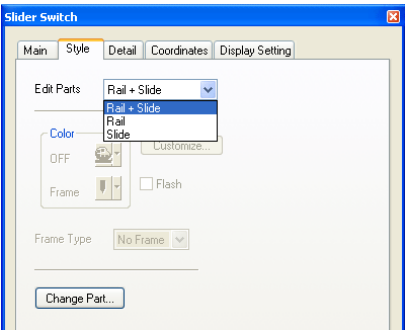 Slider Switch
Main Style Detail Coordinates Display Setting
Edit Parts Rail + Slide
Rail + Slide
Rail
Slide
Color
Customize...
OFF
Flash
Frame
Frame Type No Frame
Change Part...